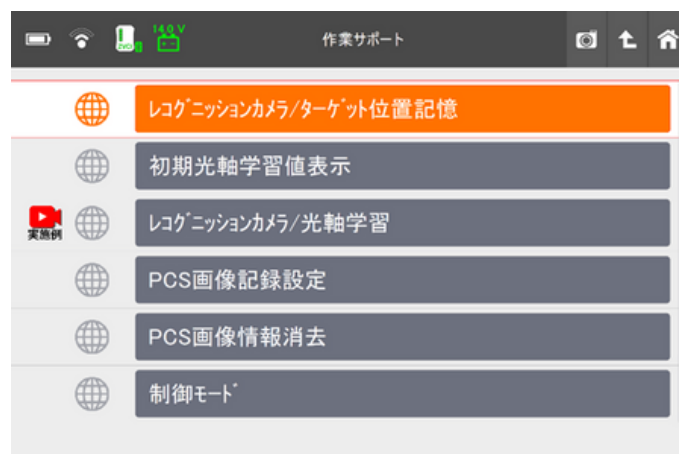 14.0 V
作業サポート
ﾚｺｸﾞﾆｯｼｮﾝｶﾒﾗ/ﾀｰｹﾞｯﾄ位置記憶
初期光軸学習値表示
ﾚｺｸﾞﾆｯｼｮﾝｶﾒﾗ/光軸学習
実施例
PCS画像記録設定
PCS画像情報消去
制御ﾓｰﾄﾞ